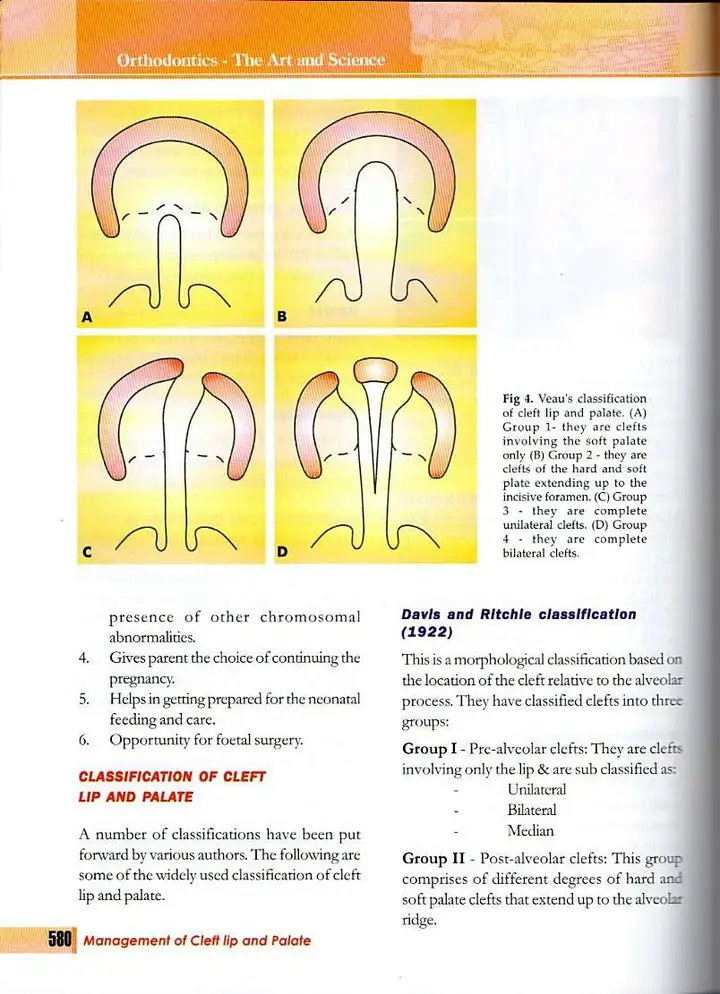 Orthodontics - The Art and Science
A
B
C
D
Fig 4. Veau's classification
of cleft lip and palate. (A)
Group 1- they are clefts
involving the soft palate
only (B) Group 2 - they are
clefts of the hard and soft
plate extending up to the
incisive foramen. (C) Group
3 - they are complete
unilateral clefts. (D) Group
4 - they are complete
bilateral clefts.
presence of other chromosomal
abnormalities.
4. Gives parent the choice of continuing the
pregnancy.
5. Helps in getting prepared for the neonatal
feeding and care.
6. Opportunity for foetal surgery.
CLASSIFICATION OF CLEFT
LIP AND PALATE
A number of classifications have been put
forward by various authors. The following are
some of the widely used classification of cleft
lip and palate.
Davis and Ritchie classification
(1922)
This is a morphological classification based on
the location of the cleft relative to the alveolar
process. They have classified clefts into three
groups:
Group I - Pre-alveolar clefts: They are clefts
involving only the lip & are sub classified as:
- Unilateral
- Bilateral
- Median
Group II - Post-alveolar clefts: This group
comprises of different degrees of hard and
soft palate clefts that extend up to the alveolar
ridge.
580 Management of Cleft lip and Palate